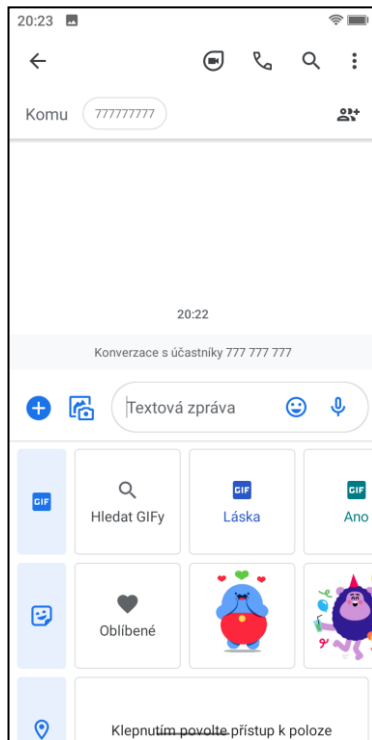 20:23
Komu 777777777
20:22
Konverzace s účastníky 777 777 777
Textová zpráva
GIF GIF GIF
Hledat GIFy Láska Ano
Oblíbené
Klepnutím povolte přístup k poloze